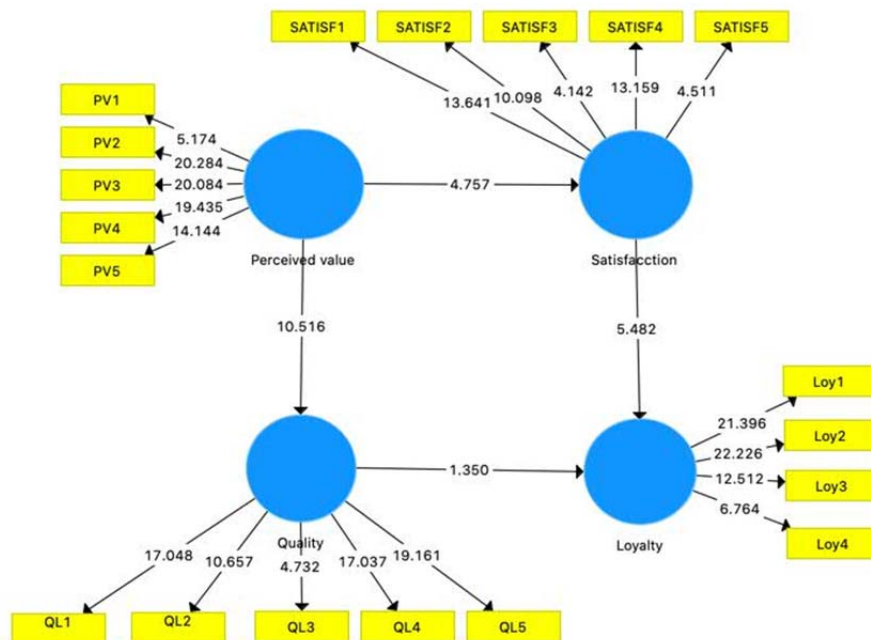 SATISF1 SATISF2 SATISF3 SATISF4 SATISF5
13.641 10.098 4.142 13.159 4.511
PV1
PV2
PV3
PV4
PV5
5.174
20.284
20.084
19.435
14.144
4.757
Perceived value
Satisfacction
10.516
5.482
Loy1
Loy2
Loy3
Loy4
21.396
22.226
12.512
6.764
1.350
Quality
Loyalty
17.048 10.657 4.732 17.037 19.161
QL1 QL2 QL3 QL4 QL5